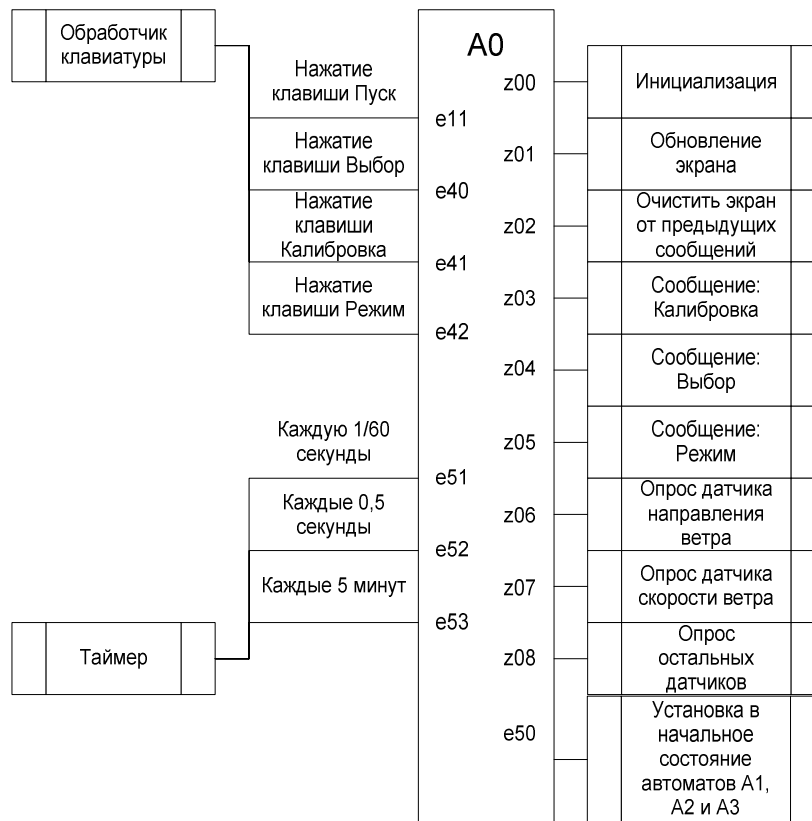 Обработчик
клавиатуры
Нажатие
клавиши Пуск
e11
Нажатие
клавиши Выбор
e40
Нажатие
клавиши
Калибровка
e41
Нажатие
клавиши Режим
e42
Каждую 1/60
секунды
e51
Каждые 0,5
секунды
e52
Каждые 5 минут
e53
Таймер
A0
z00
Инициализация
z01
Обновление
экрана
z02
Очистить экран
от предыдущих
сообщений
z03
Сообщение:
Калибровка
z04
Сообщение:
Выбор
z05
Сообщение:
Режим
z06
Опрос датчика
направления
ветра
z07
Опрос датчика
скорости ветра
z08
Опрос
остальных
датчиков
e50
Установка в
начальное
состояние
автоматов А1,
А2 и А3